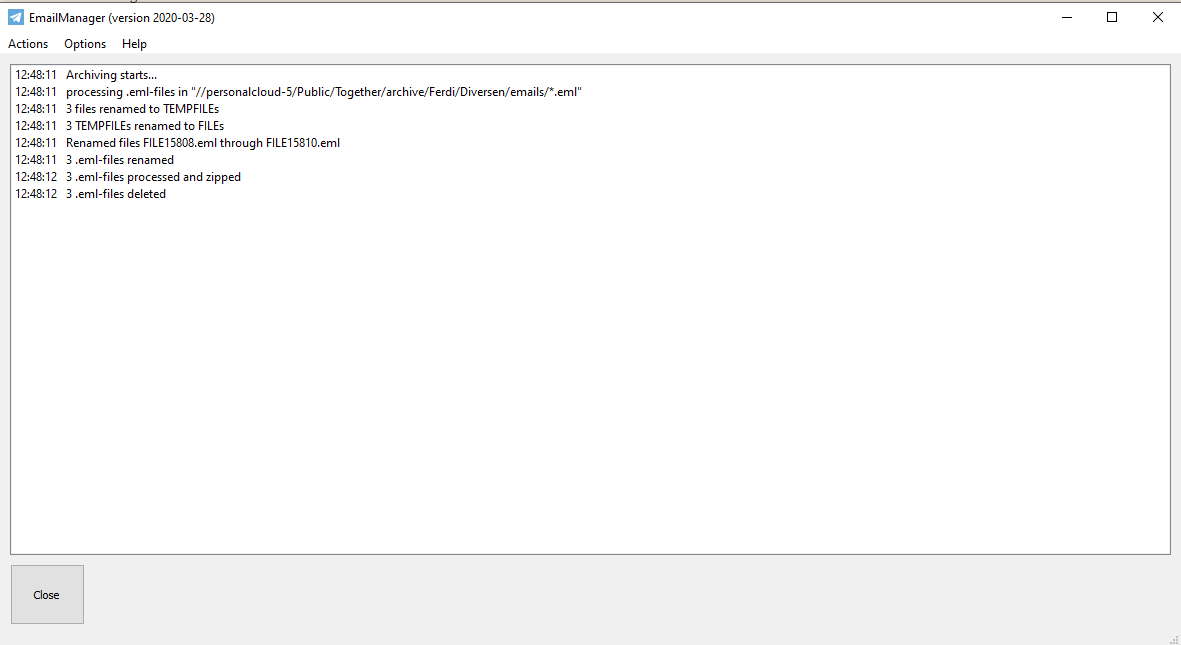 EmailManager (version 2020-03-28)
Actions Options Help
12:48:11 Archiving starts...
12:48:11 processing .eml-files in "//personalcloud-5/Public/Together/archive/Ferdi/Diversen/emails/*.eml"
12:48:11 3 files renamed to TEMPFILEs
12:48:11 3 TEMPFILEs renamed to FILEs
12:48:11 Renamed files FILE15808.eml through FILE15810.eml
12:48:11 3 .eml-files renamed
12:48:12 3 .eml-files processed and zipped
12:48:12 3 .eml-files deleted
Close